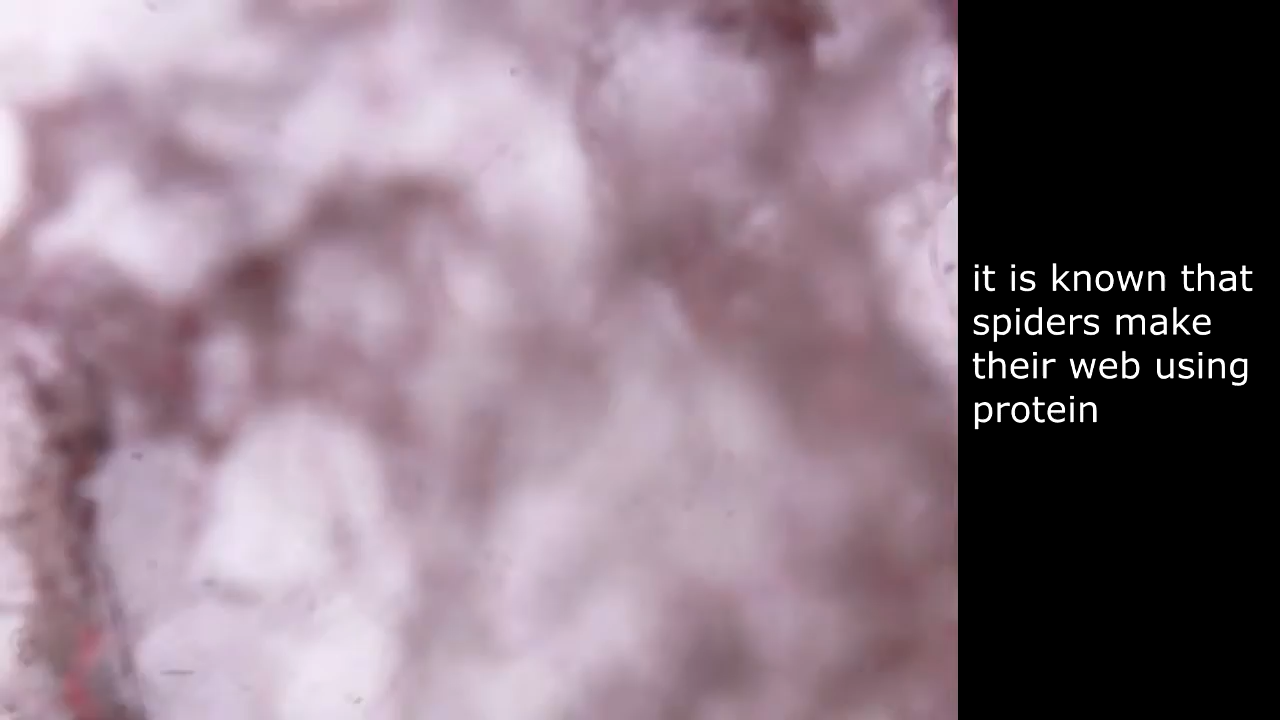 it is known that
spiders make
their web using
protein